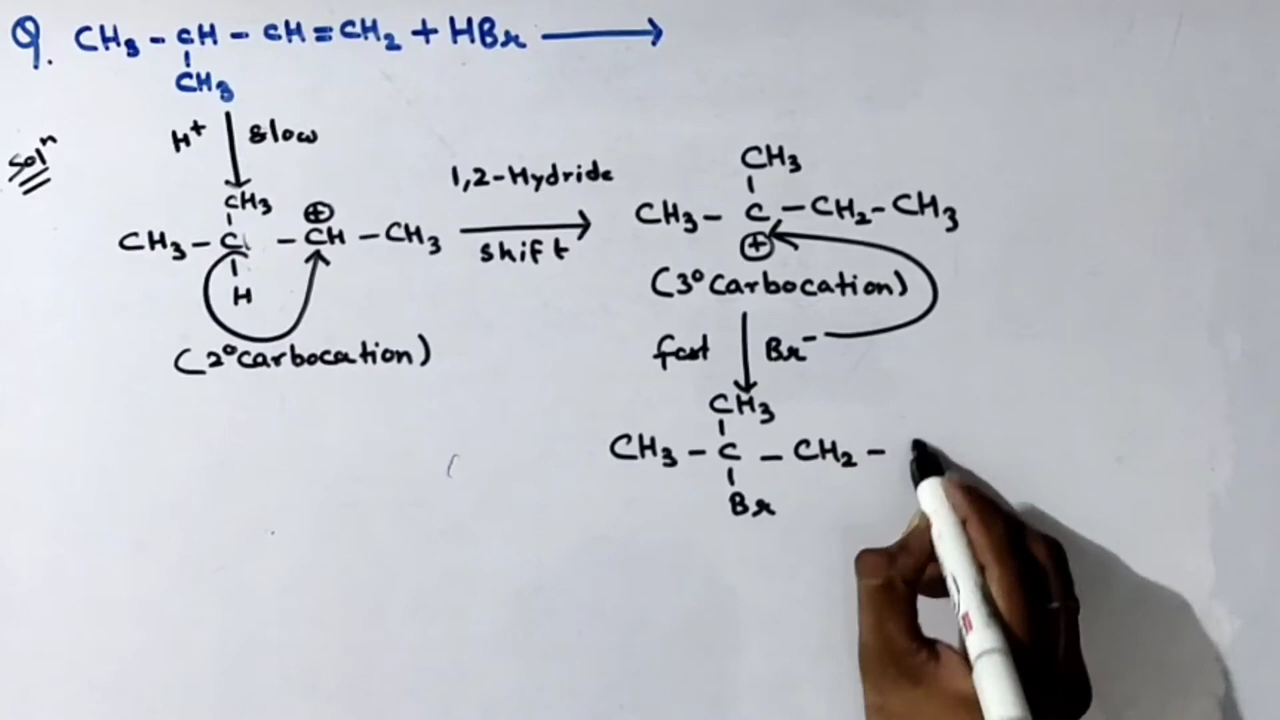 Q. CH₃ - CH - CH = CH₂ + HBr ⟶
CH₃
H⁺ slow
Solⁿ
CH₃
CH₃ - C - CH - CH₃
⊕
H
(2° carbocation)
1,2-Hydride
shift
CH₃
CH₃ - C - CH₂ - CH₃
⊕
(3° carbocation)
fast Br⁻
CH₃
CH₃ - C - CH₂ -
Br